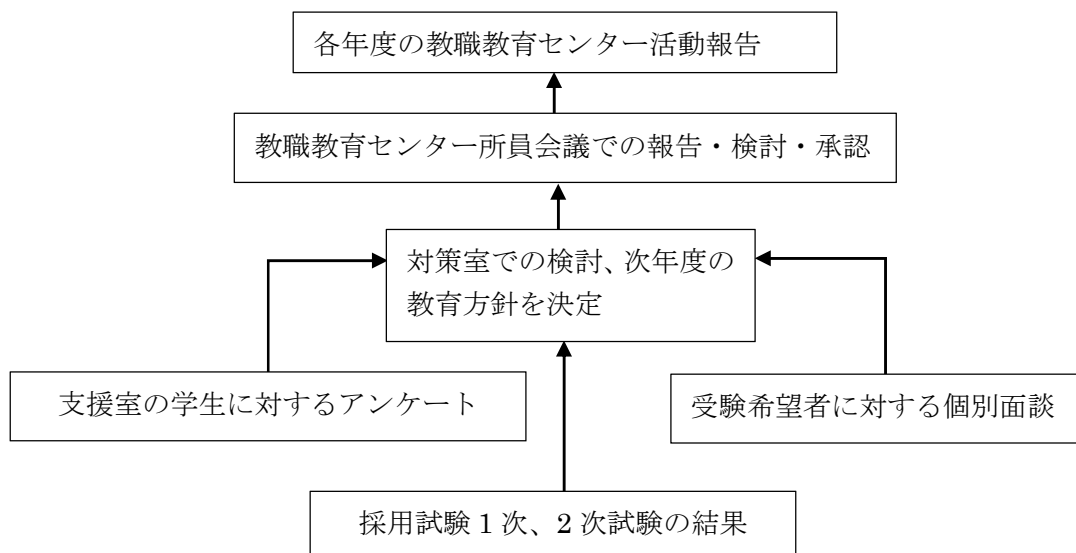 各年度の教職教育センター活動報告
教職教育センター所員会議での報告・検討・承認
対策室での検討、次年度の
教育方針を決定
支援室の学生に対するアンケート
受験希望者に対する個別面談
採用試験1次、2次試験の結果